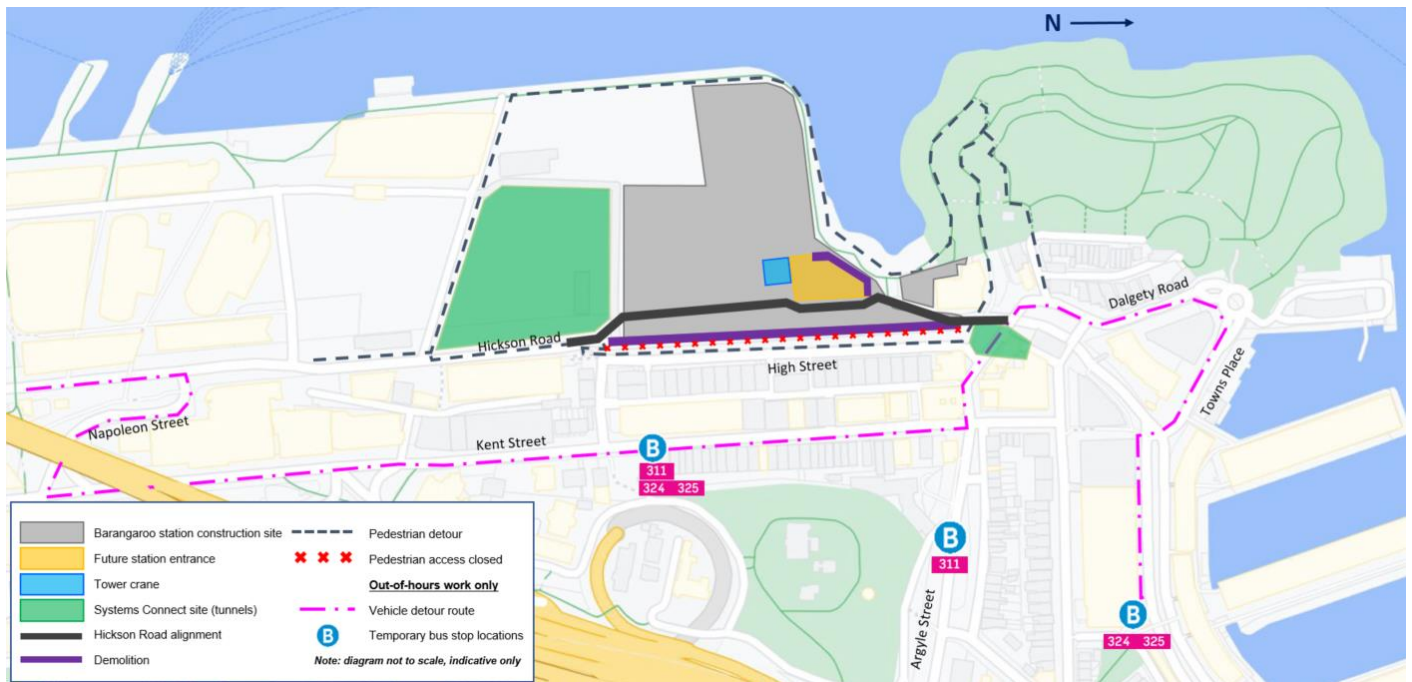 N
Hickson Road
High Street
Dalgety Road
Towns Place
Napoleon Street
Kent Street
B
311
324 325
B
311
Argyle Street
B
324 325
Barangaroo station construction site
Future station entrance
Tower crane
Systems Connect site (tunnels)
Hickson Road alignment
Demolition
Pedestrian detour
Pedestrian access closed
Out-of-hours work only
Vehicle detour route
B
Temporary bus stop locations
Note: diagram not to scale, indicative only